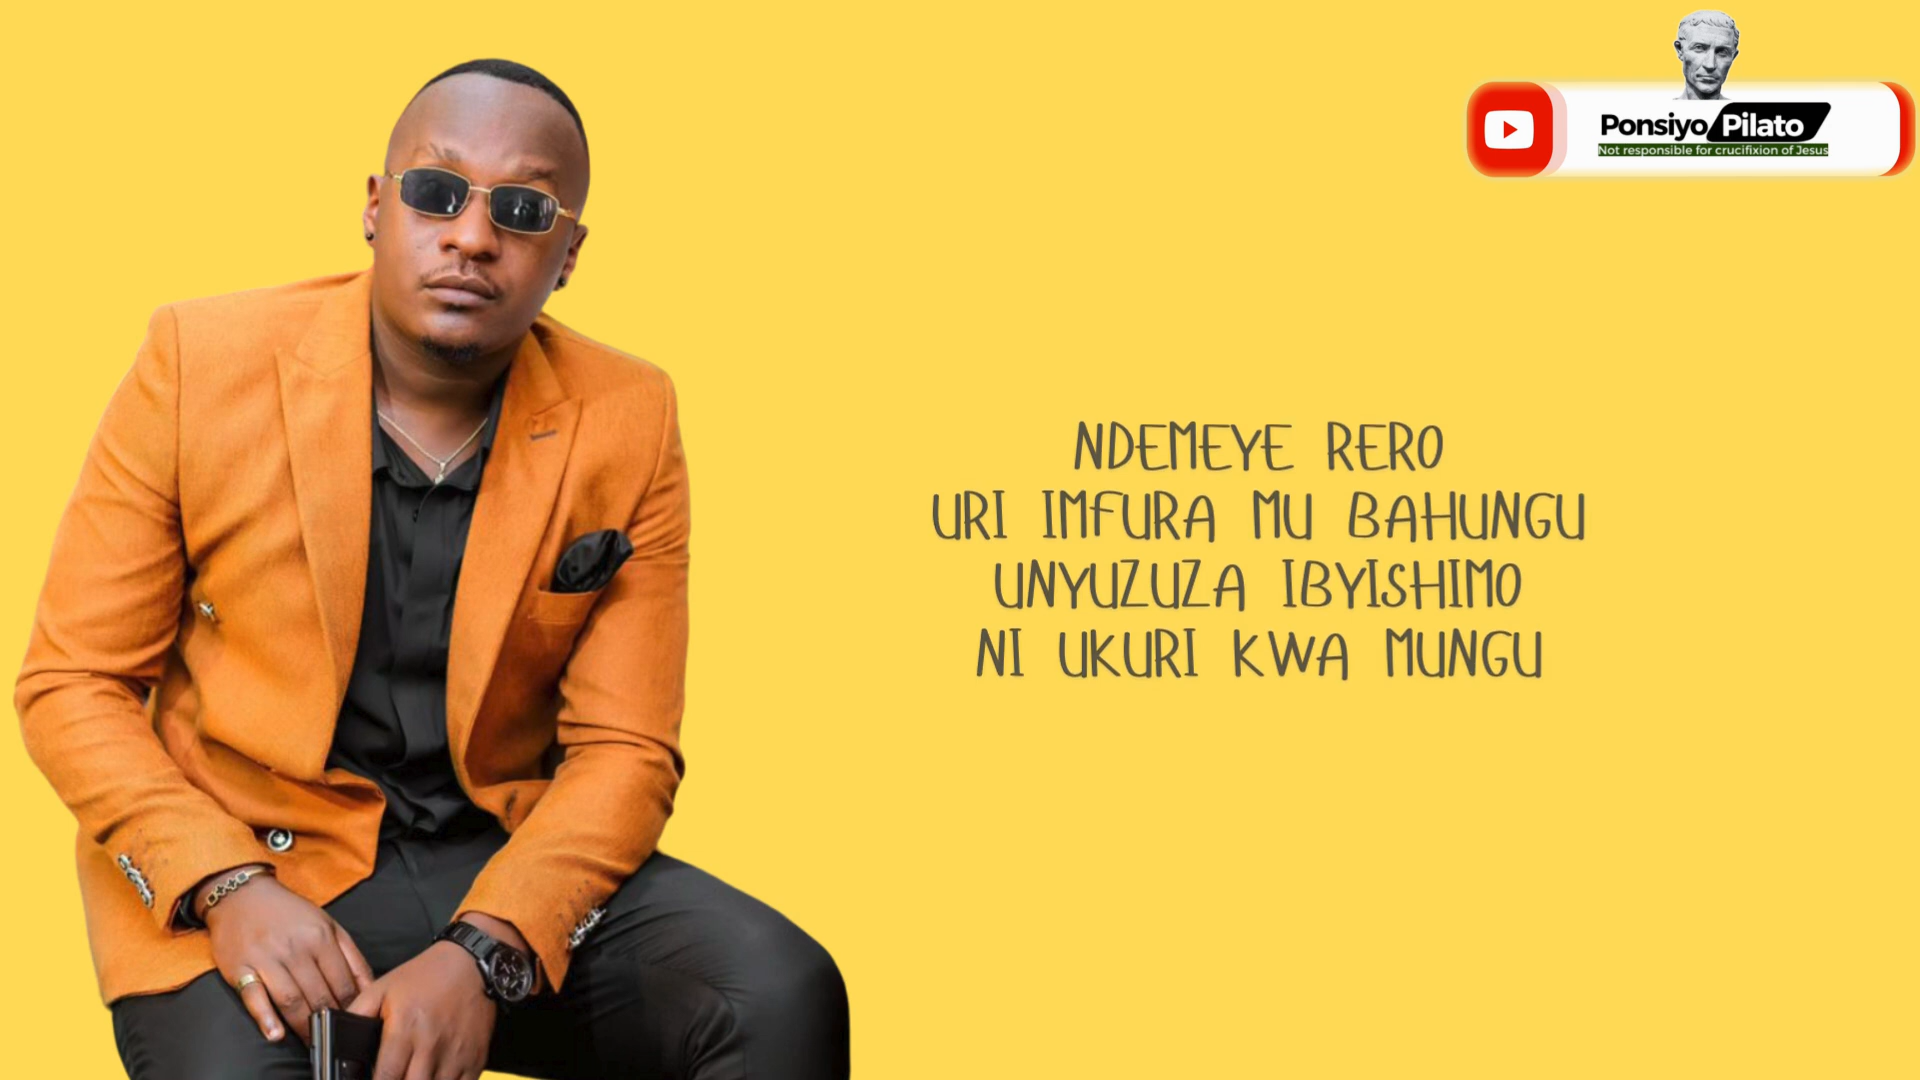 Ponsiyo Pilato
Not responsible for crucifixion of Jesus
NDEMEYE RERO
URI IMFURA MU BAHUNGU
UNYUZUZA IBYISHIMO
NI UKURI KWA MUNGU